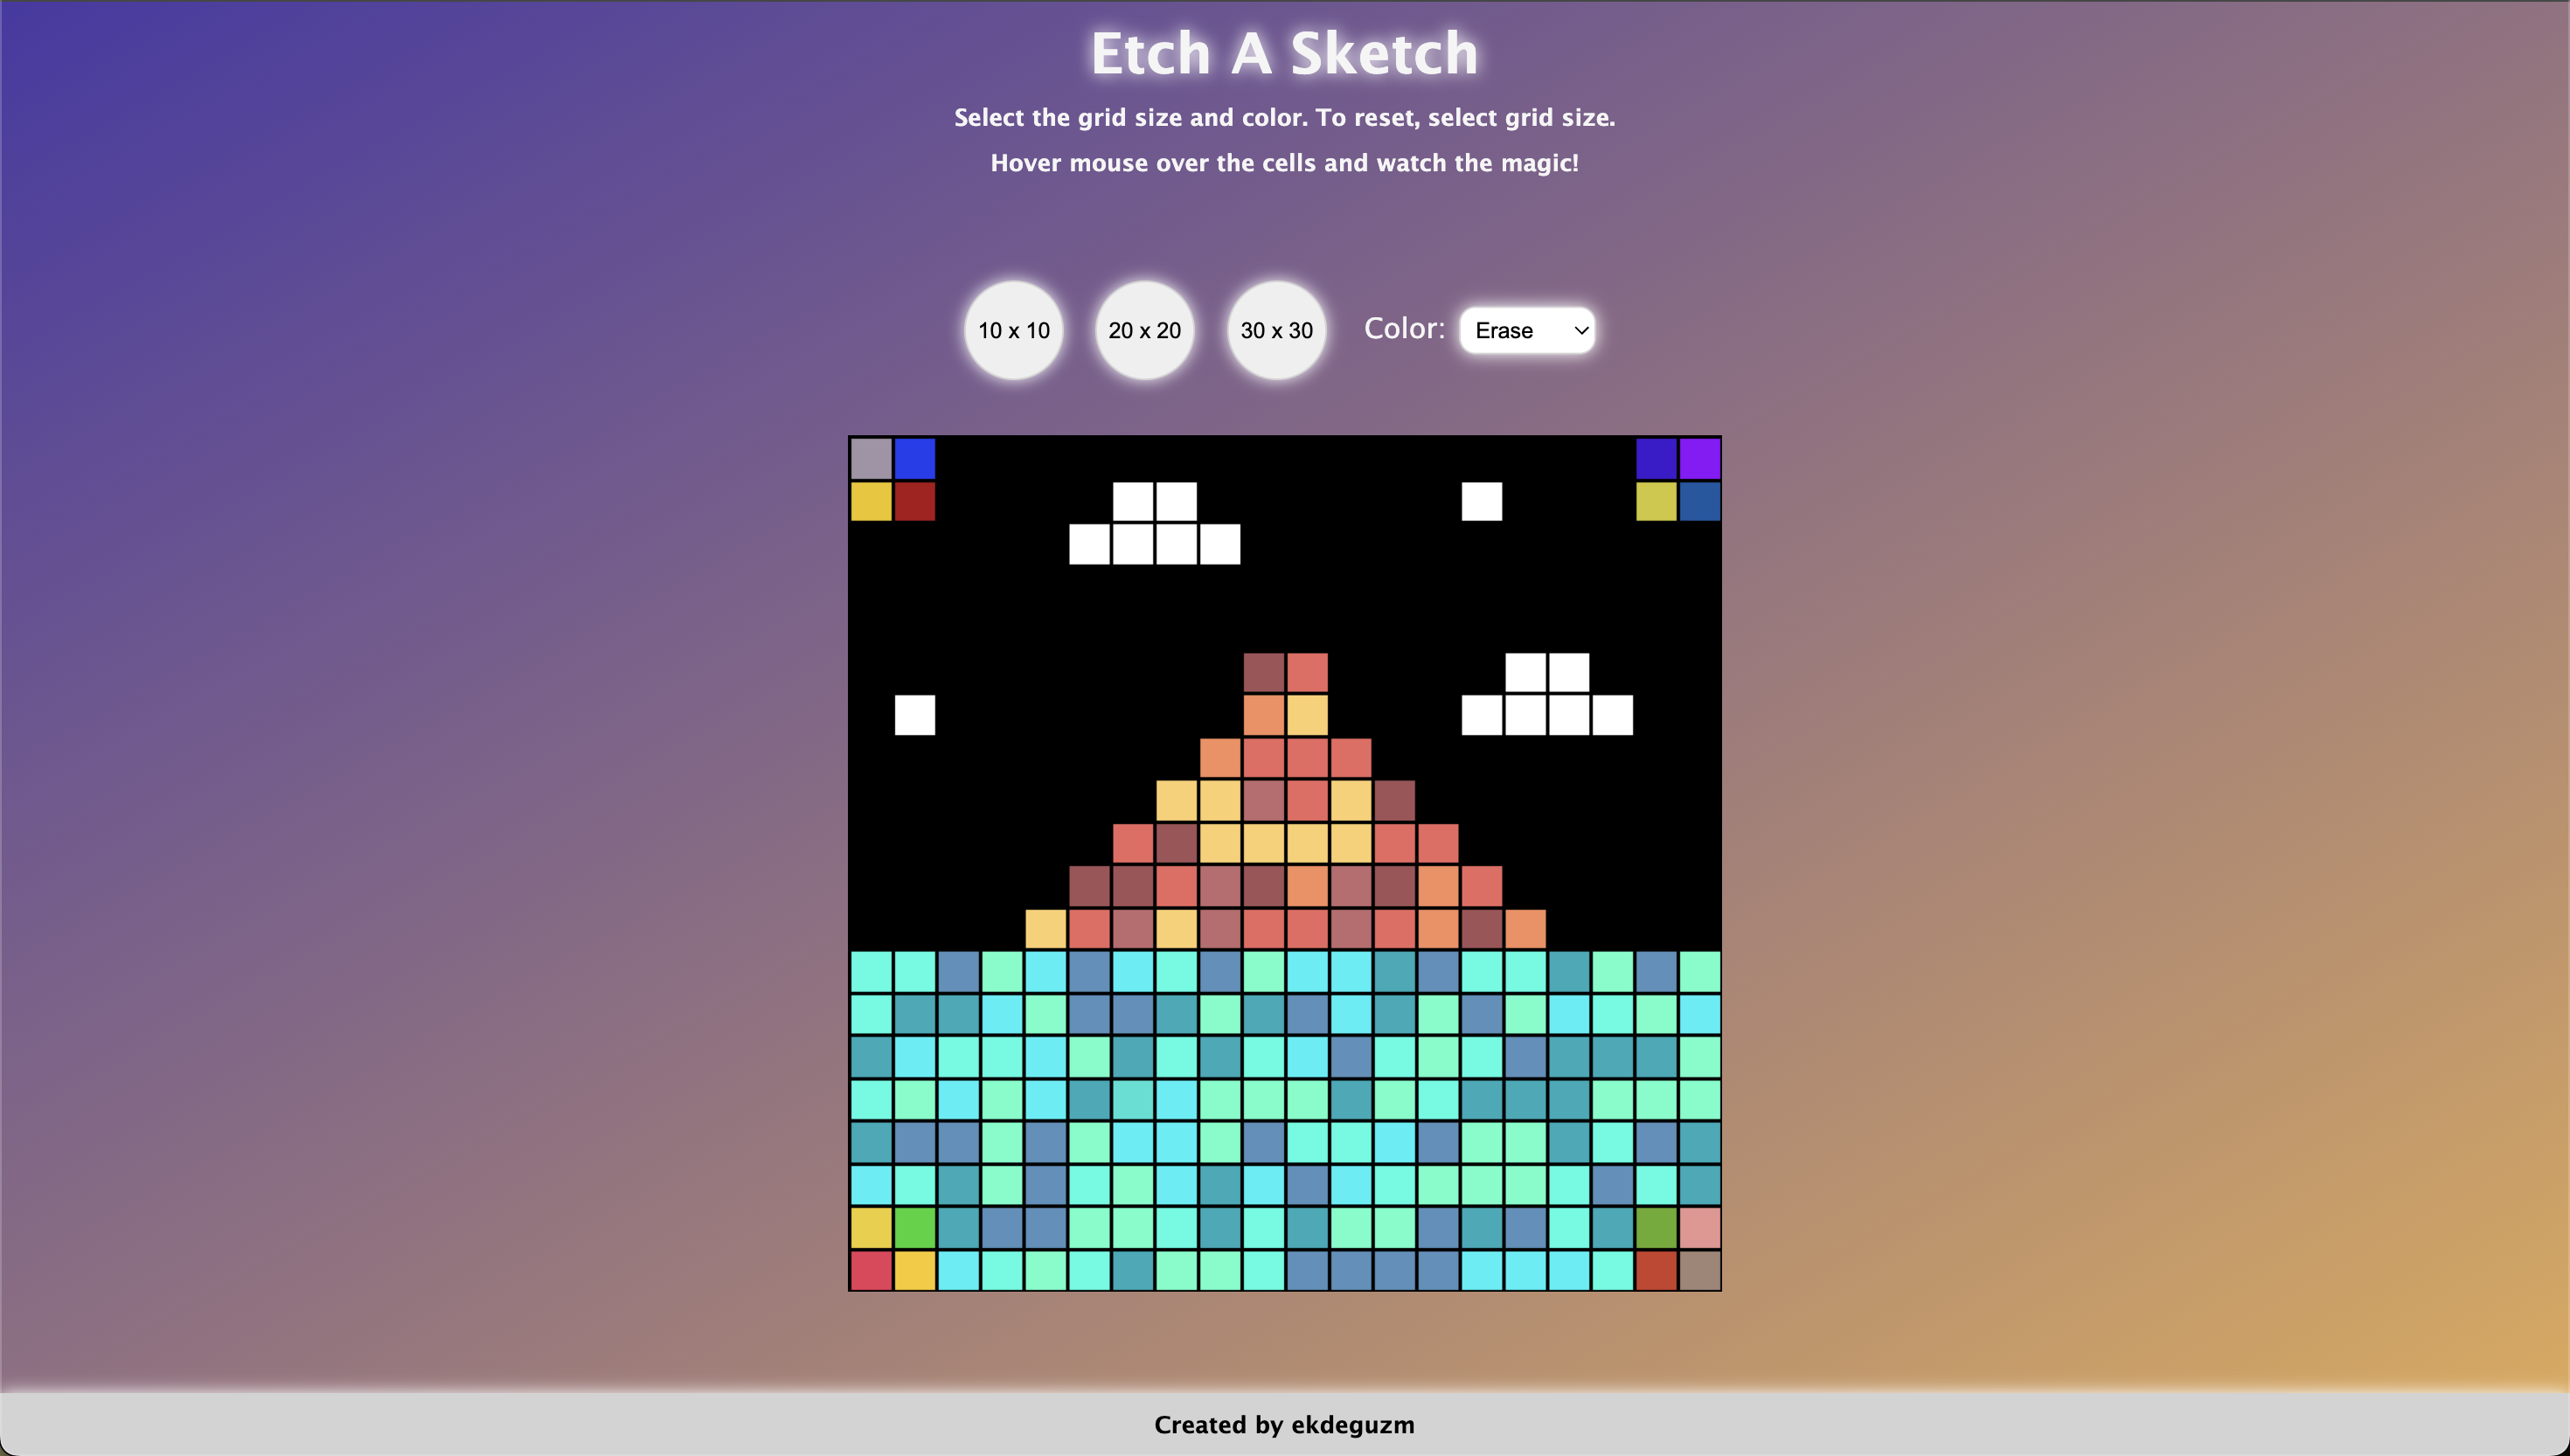 Etch A Sketch
Select the grid size and color. To reset, select grid size.
Hover mouse over the cells and watch the magic!
10 x 10 20 x 20 30 x 30 Color: Erase
Created by ekdeguzm